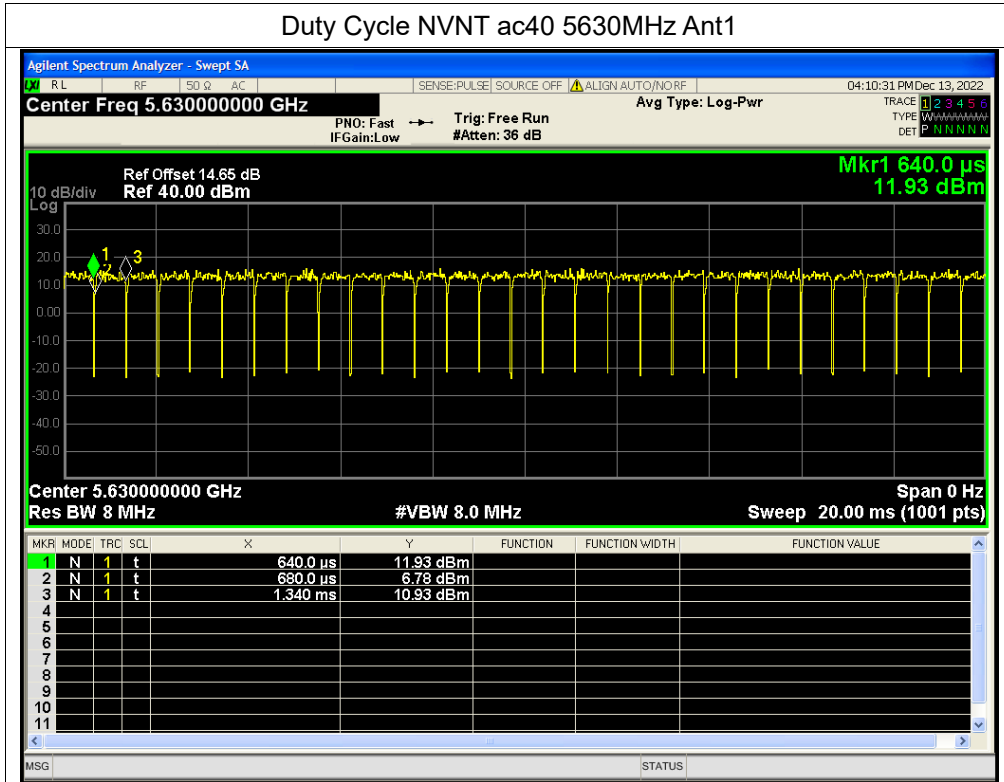 Duty Cycle NVNT ac40 5630MHz Ant1
Agilent Spectrum Analyzer - Swept SA
LXI RL RF 50 Ω AC SENSE:PULSE SOURCE OFF ALIGN AUTO/NO RF 04:10:31 PM Dec 13, 2022
Center Freq 5.630000000 GHz Avg Type: Log-Pwr TRACE 1 2 3 4 5 6
PNO: Fast Trig: Free Run TYPE W
IFGain:Low #Atten: 36 dB DET P N N N N N
Mkr1 640.0 µs
Ref Offset 14.65 dB
10 dB/div Ref 40.00 dBm 11.93 dBm
Log
30.0
20.0
10.0
0.00
-10.0
-20.0
-30.0
-40.0
-50.0
1 2 3
Center 5.630000000 GHz Span 0 Hz
Res BW 8 MHz #VBW 8.0 MHz Sweep 20.00 ms (1001 pts)
MKR MODE TRC SCL X Y FUNCTION FUNCTION WIDTH FUNCTION VALUE
1 N 1 t 640.0 µs 11.93 dBm
2 N 1 t 680.0 µs 6.78 dBm
3 N 1 t 1.340 ms 10.93 dBm
4
5
6
7
8
9
10
11
MSG STATUS